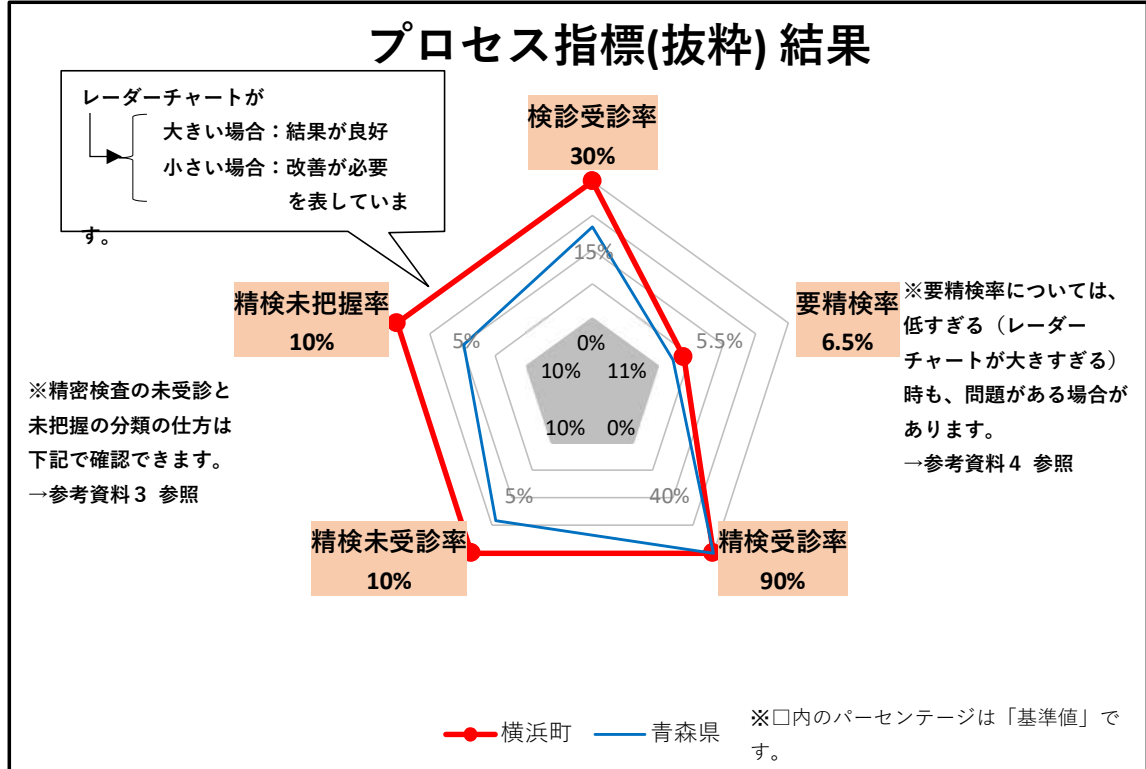 プロセス指標(抜粋) 結果
レーダーチャートが
大きい場合：結果が良好
小さい場合：改善が必要
を表していま
す。
検診受診率
30%
15%
精検未把握率
10%
5%
5.5%
要精検率
6.5%
※要精検率については、
低すぎる（レーダー
チャートが大きすぎる）
時も、問題がある場合が
あります。
→参考資料４ 参照
0%
10%
11%
10%
0%
※精密検査の未受診と
未把握の分類の仕方は
下記で確認できます。
→参考資料３ 参照
5%
40%
精検未受診率
10%
精検受診率
90%
横浜町
青森県
※□内のパーセンテージは「基準値」で
す。